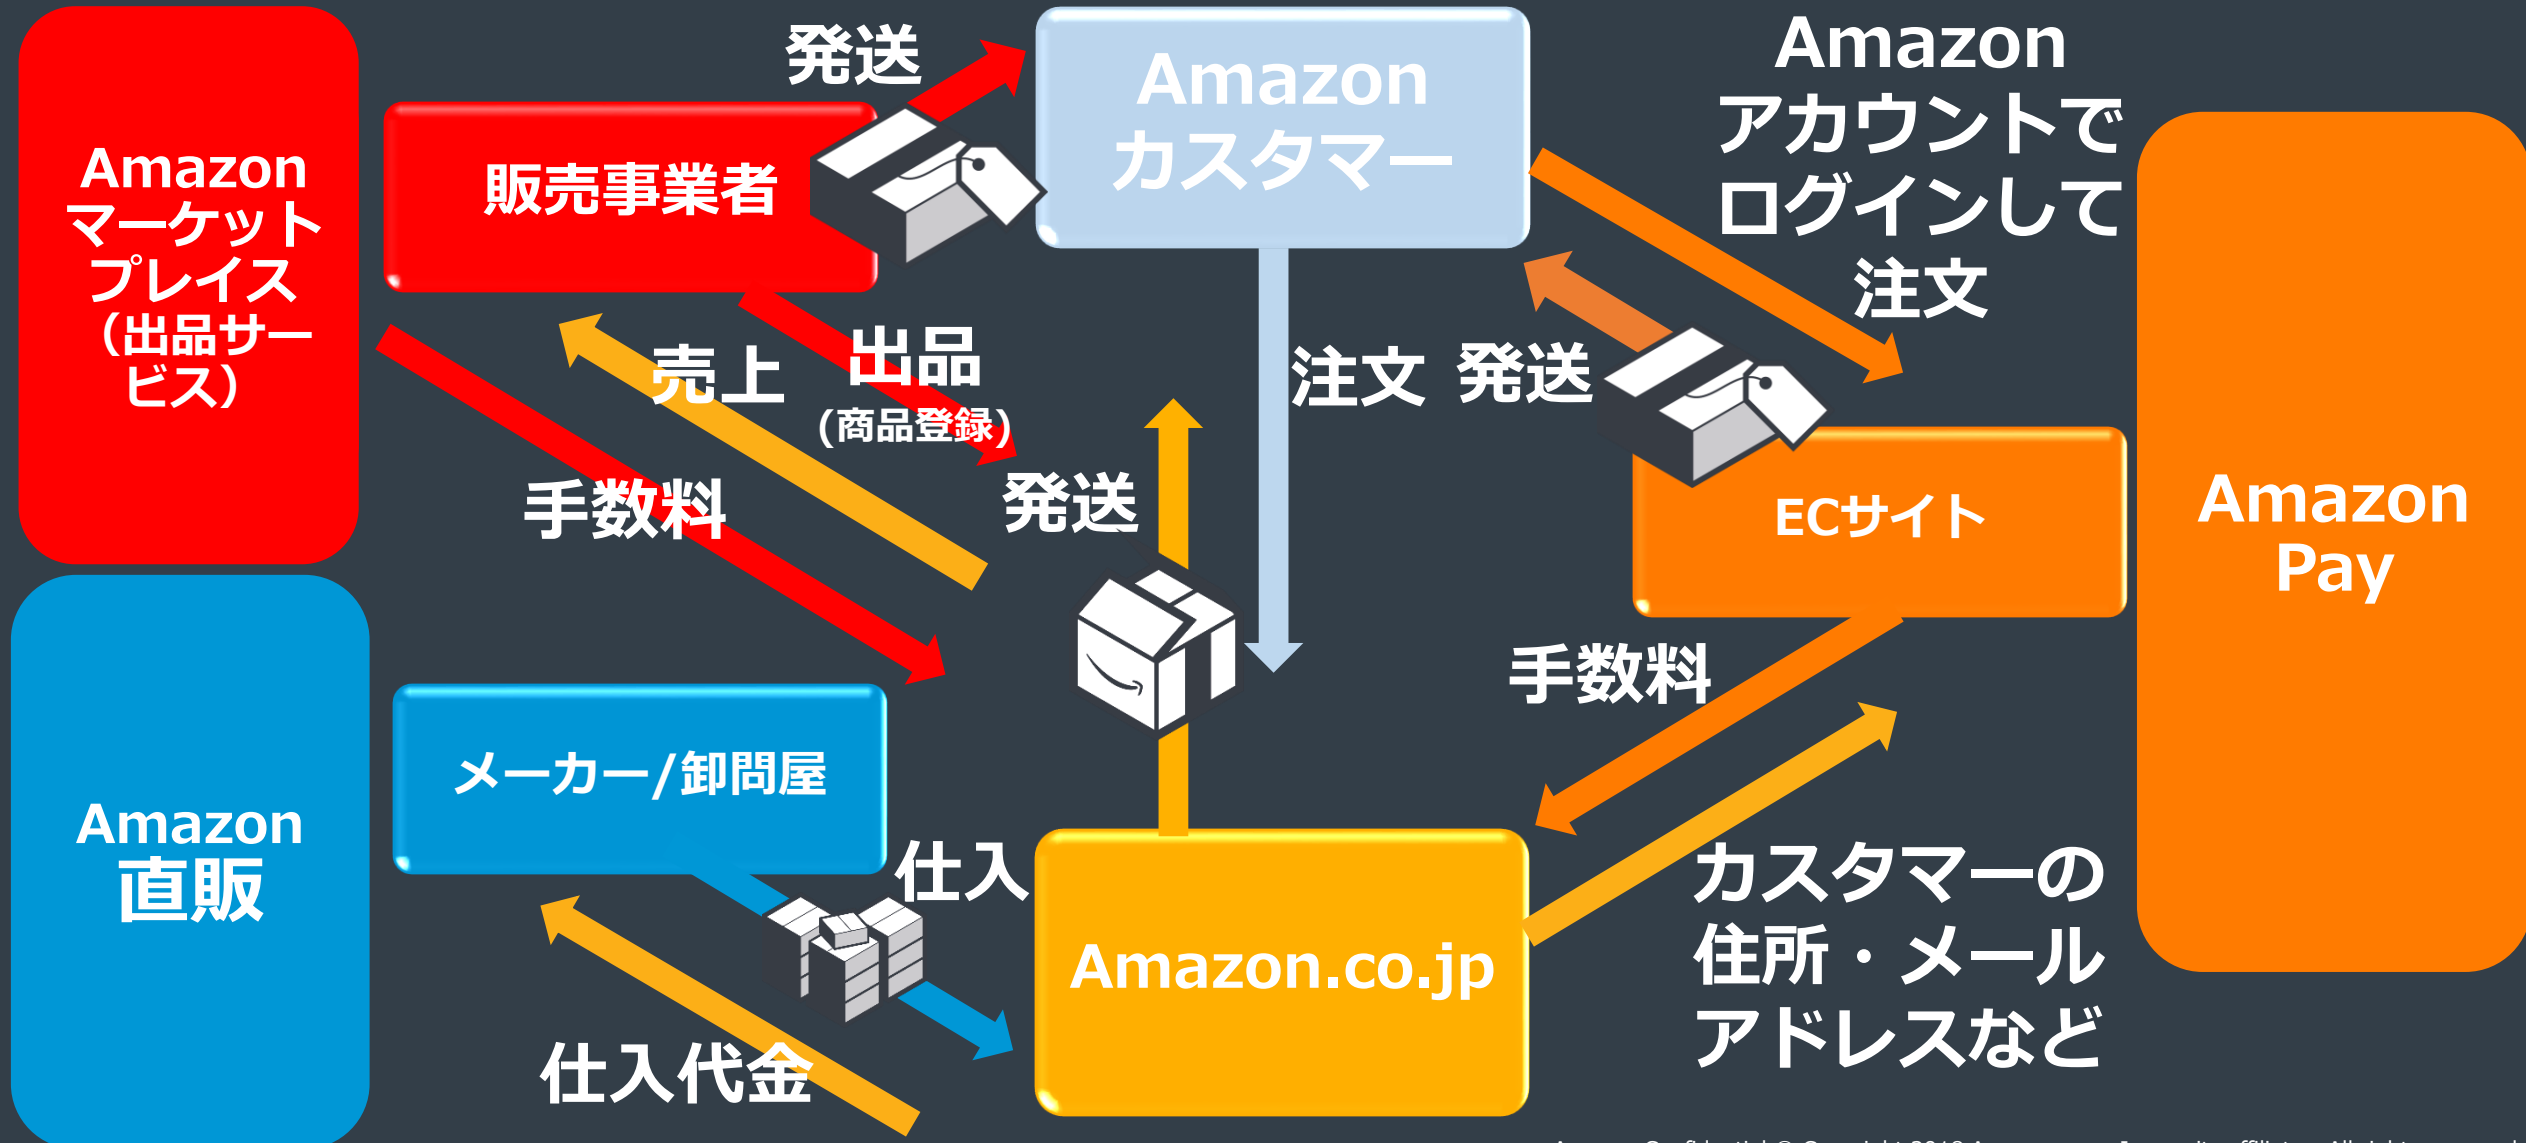 Amazon
マーケット
プレイス
（出品サー
ビス）
販売事業者
発送
Amazon
カスタマー
Amazon
アカウントで
ログインして
注文
売上
出品
(商品登録)
手数料
発送
注文
発送
ECサイト
Amazon
Pay
手数料
Amazon
直販
メーカー/卸問屋
仕入
仕入代金
Amazon.co.jp
カスタマーの
住所・メール
アドレスなど